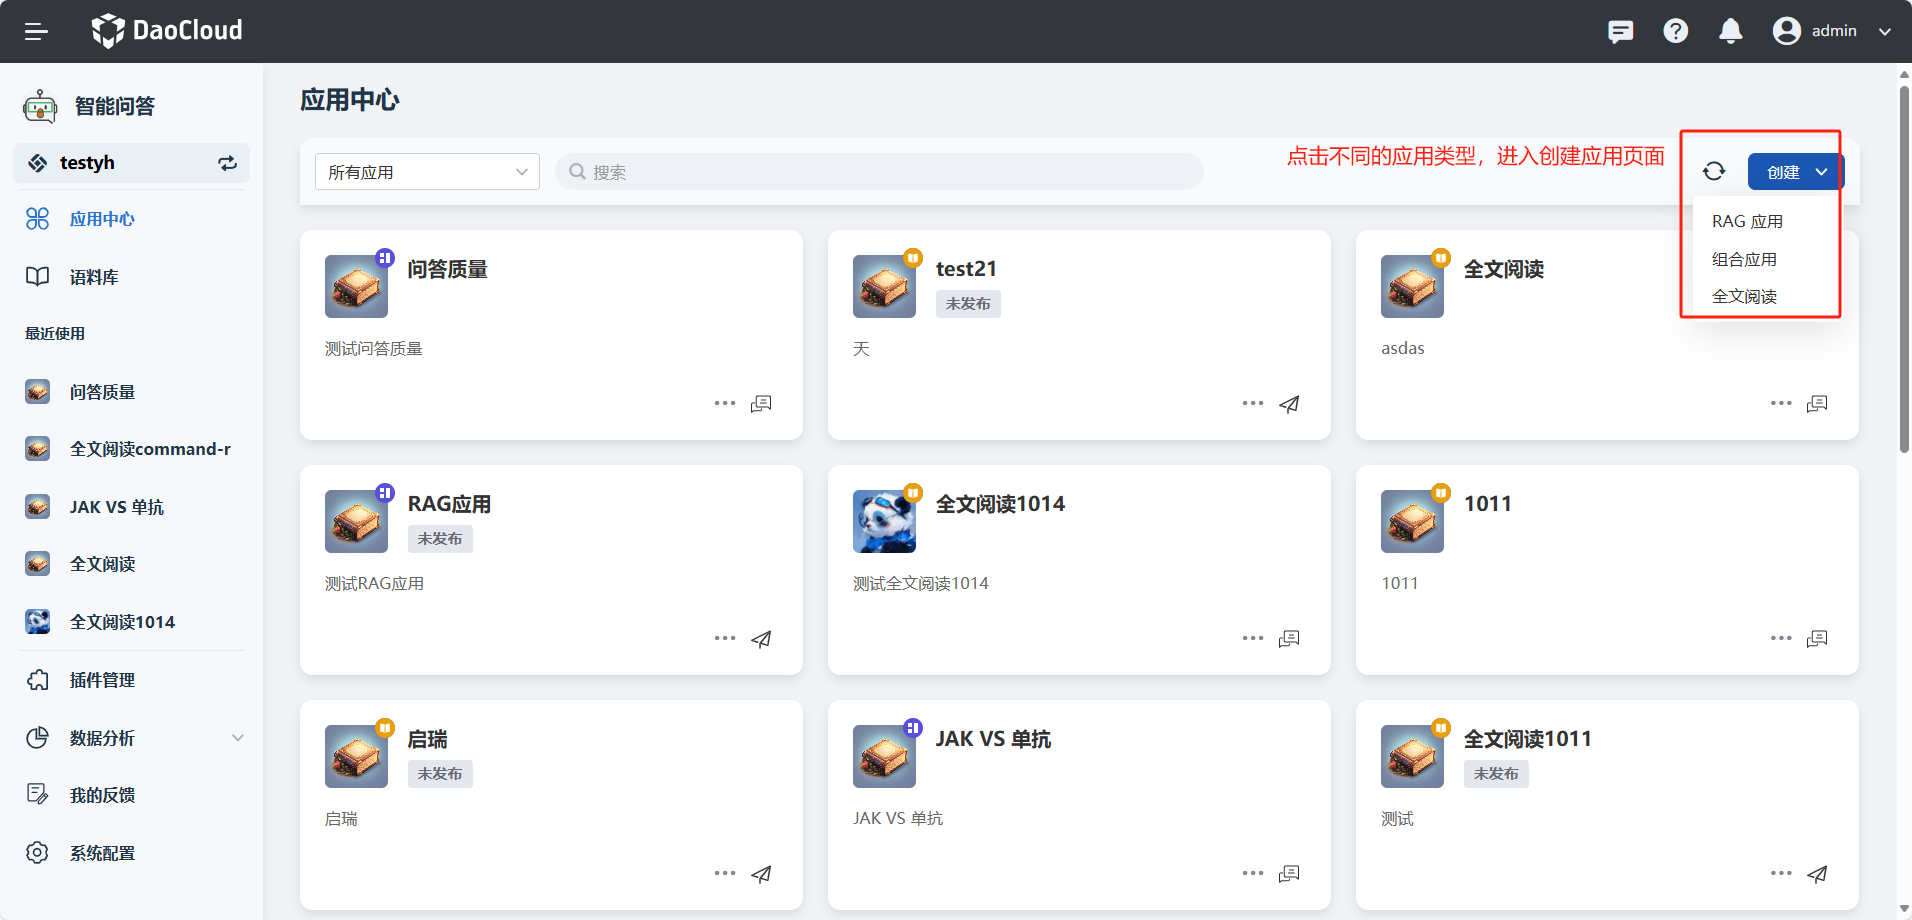 DaoCloud
admin
智能问答
testyh
应用中心
语料库
最近使用
问答质量
全文阅读command-r
JAK VS 单抗
全文阅读
全文阅读1014
插件管理
数据分析
我的反馈
系统配置
应用中心
所有应用
搜索
点击不同的应用类型，进入创建应用页面
创建
RAG 应用
组合应用
全文阅读
问答质量
测试问答质量
test21
未发布
天
全文阅读
asdas
RAG应用
未发布
测试RAG应用
全文阅读1014
测试全文阅读1014
1011
1011
启瑞
未发布
启瑞
JAK VS 单抗
JAK VS 单抗
全文阅读1011
未发布
测试